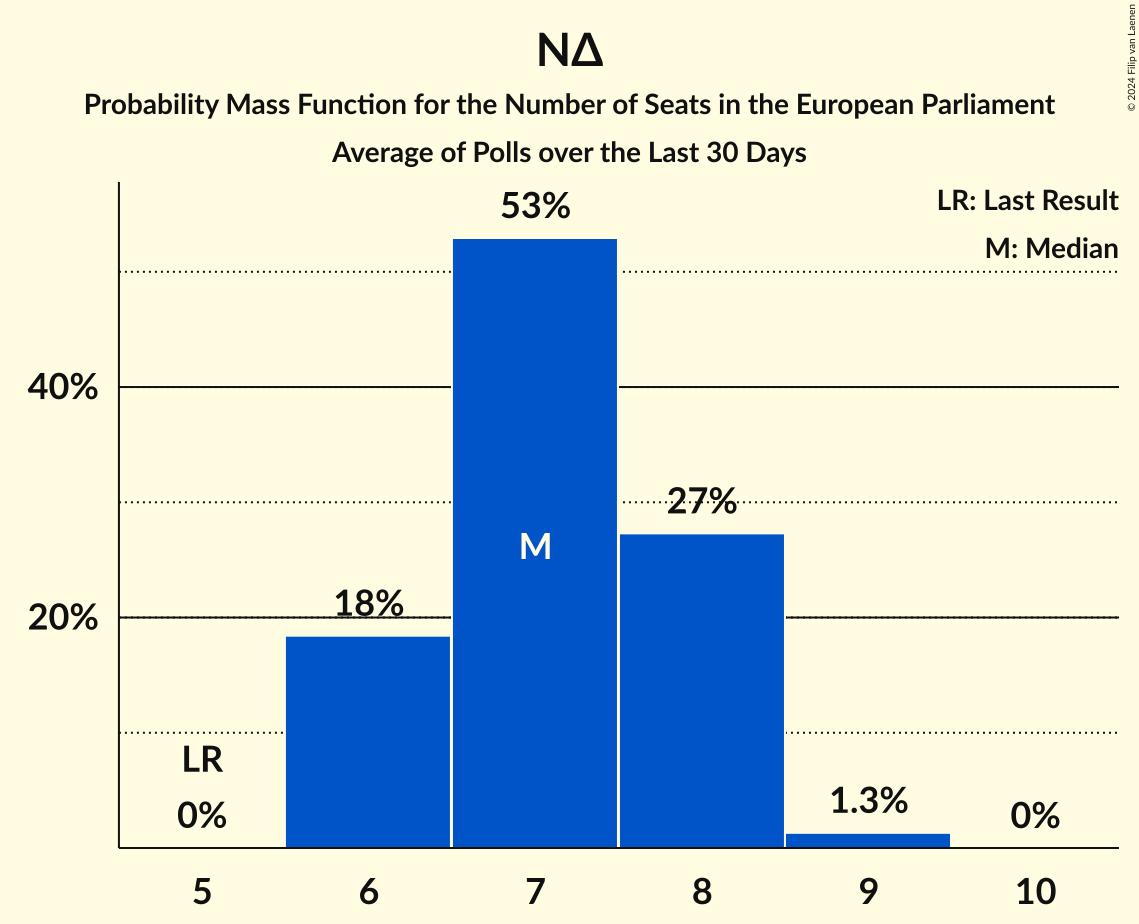 © 2024 Filip van Laenen
ΝΔ
Probability Mass Function for the Number of Seats in the European Parliament
Average of Polls over the Last 30 Days
LR: Last Result
M: Median
53%
40%
27%
M
18%
20%
LR
0%
1.3%
0%
5 6 7 8 9 10